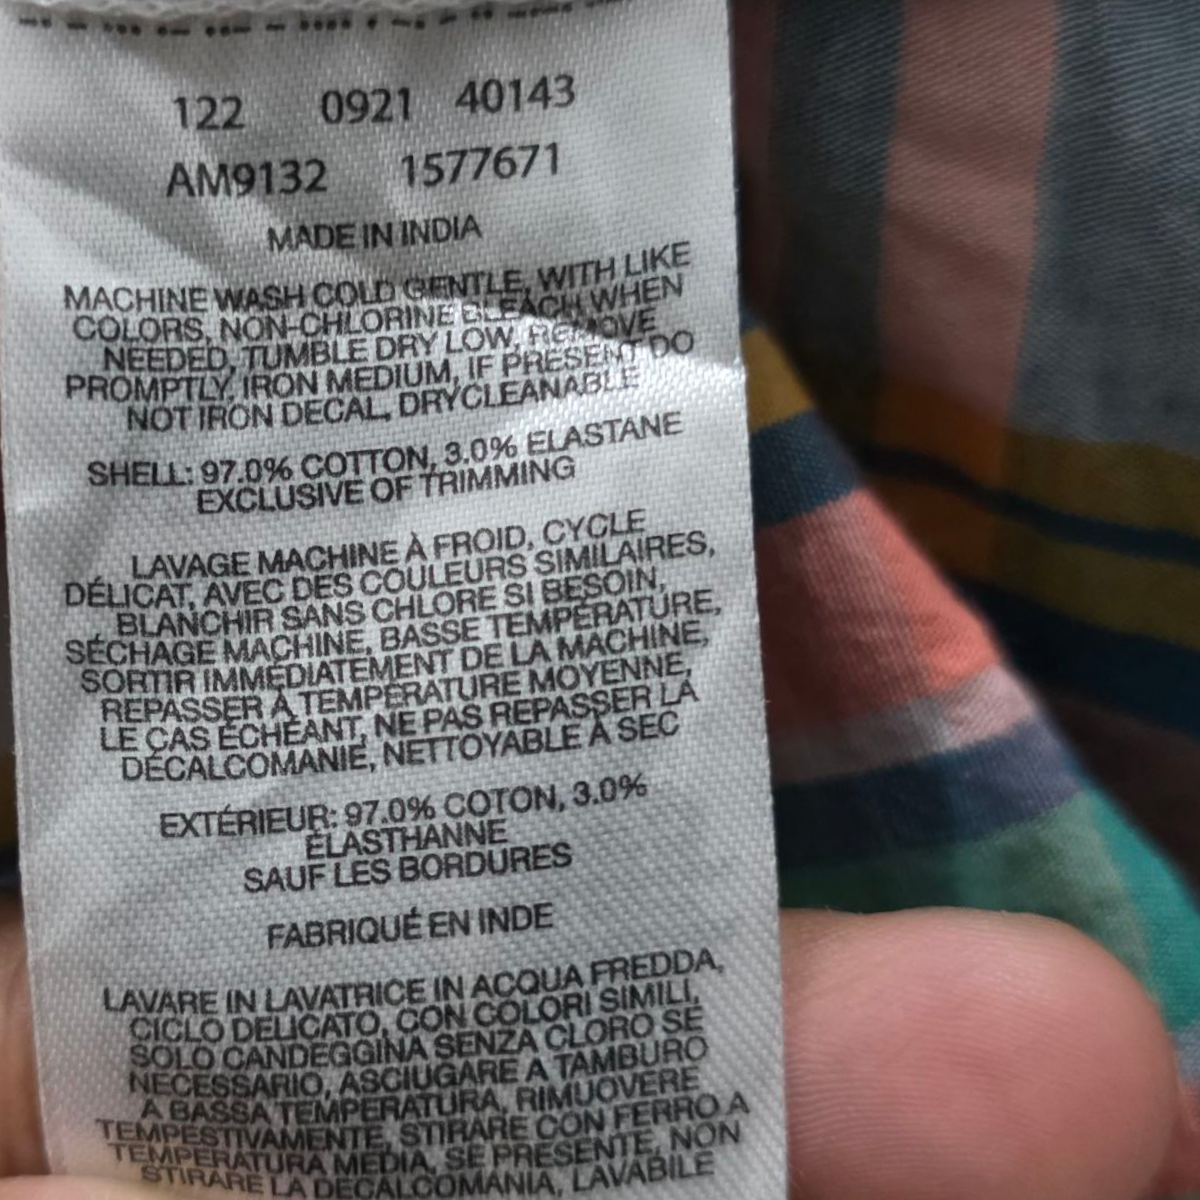 122 0921 40143
AM9132 1577671
MADE IN INDIA
MACHINE WASH COLD GENTLE, WITH LIKE
COLORS, NON-CHLORINE BLEACH WHEN
NEEDED, TUMBLE DRY LOW, REMOVE
PROMPTLY, IRON MEDIUM, IF PRESENT DO
NOT IRON DECAL, DRYCLEANABLE
SHELL: 97.0% COTTON, 3.0% ELASTANE
EXCLUSIVE OF TRIMMING
LAVAGE MACHINE À FROID, CYCLE
DÉLICAT, AVEC DES COULEURS SIMILAIRES,
BLANCHIR SANS CHLORE SI BESOIN,
SÉCHAGE MACHINE, BASSE TEMPÉRATURE,
SORTIR IMMÉDIATEMENT DE LA MACHINE,
REPASSER À TEMPÉRATURE MOYENNE,
LE CAS ÉCHÉANT, NE PAS REPASSER LA
DÉCALCOMANIE, NETTOYABLE À SEC
EXTÉRIEUR: 97.0% COTON, 3.0%
ÉLASTHANNE
SAUF LES BORDURES
FABRIQUÉ EN INDE
LAVARE IN LAVATRICE IN ACQUA FREDDA,
CICLO DELICATO, CON COLORI SIMILI,
SOLO CANDEGGINA SENZA CLORO SE
NECESSARIO, ASCIUGARE A TAMBURO
A BASSA TEMPERATURA, RIMUOVERE
TEMPESTIVAMENTE, STIRARE CON FERRO A
TEMPERATURA MEDIA, SE PRESENTE, NON
STIRARE LA DECALCOMANIA, LAVABILE